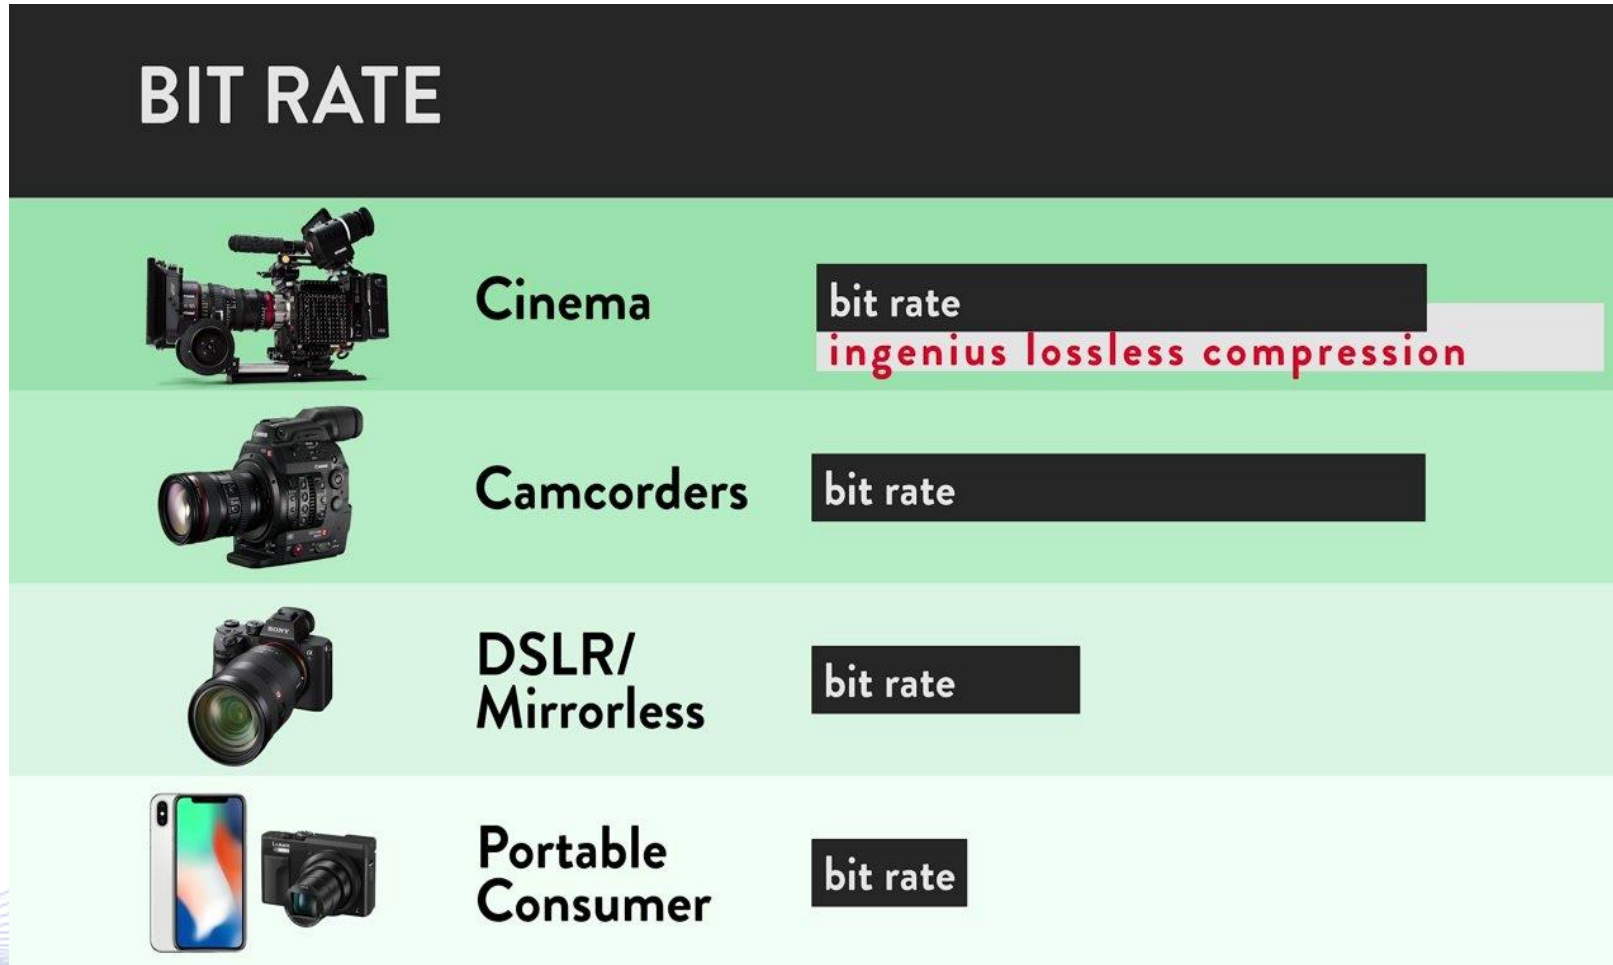 BIT RATE
Cinema
bit rate
ingenius lossless compression
Camcorders
bit rate
SONY
DSLR/
Mirrorless
bit rate
Portable
Consumer
bit rate